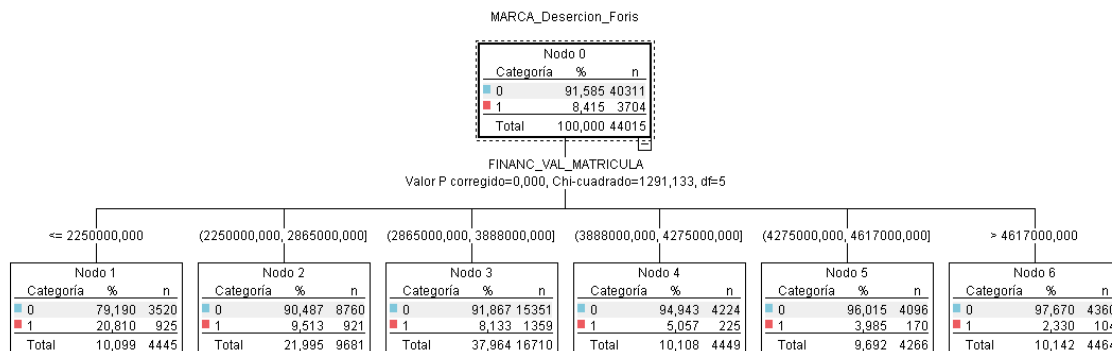 MARCA_Desercion_Foris
Nodo 0
Categoría % n
0 91,585 40311
1 8,415 3704
Total 100,000 44015
FINANC_VAL_MATRICULA
Valor P corregido=0,000, Chi-cuadrado=1291,133, df=5
<= 2250000,000
(2250000,000, 2865000,000]
(2865000,000, 3888000,000]
(3888000,000, 4275000,000]
(4275000,000, 4617000,000]
> 4617000,000
Nodo 1
Categoría % n
0 79,190 3520
1 20,810 925
Total 10,099 4445
Nodo 2
Categoría % n
0 90,487 8760
1 9,513 921
Total 21,995 9681
Nodo 3
Categoría % n
0 91,867 15351
1 8,133 1359
Total 37,964 16710
Nodo 4
Categoría % n
0 94,943 4224
1 5,057 225
Total 10,108 4449
Nodo 5
Categoría % n
0 96,015 4096
1 3,985 170
Total 9,692 4266
Nodo 6
Categoría % n
0 97,670 4360
1 2,330 104
Total 10,142 4464